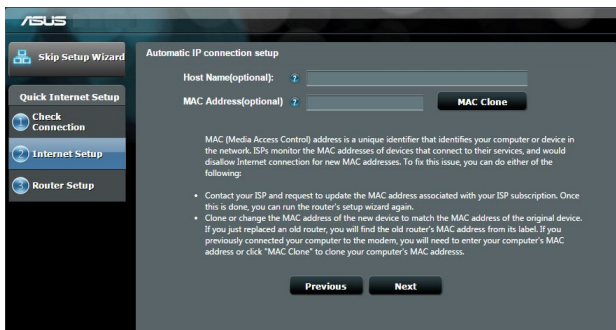 ASUS
Skip Setup Wizard
Quick Internet Setup
1 Check
Connection
2 Internet Setup
3 Router Setup
Automatic IP connection setup
Host Name(optional): ?
MAC Address(optional) ? MAC Clone
MAC (Media Access Control) address is a unique identifier that identifies your computer or device in
the network. ISPs monitor the MAC addresses of devices that connect to their services, and would
disallow Internet connection for new MAC addresses. To fix this issue, you can do either of the
following:
• Contact your ISP and request to update the MAC address associated with your ISP subscription. Once
this is done, you can run the router's setup wizard again.
• Clone or change the MAC address of the new device to match the MAC address of the original device.
If you just replaced an old router, you will find the old router's MAC address from its label. If you
previously connected your computer to the modem, you will need to enter your computer's MAC
address or click "MAC Clone" to clone your computer's MAC addresss.
Previous Next